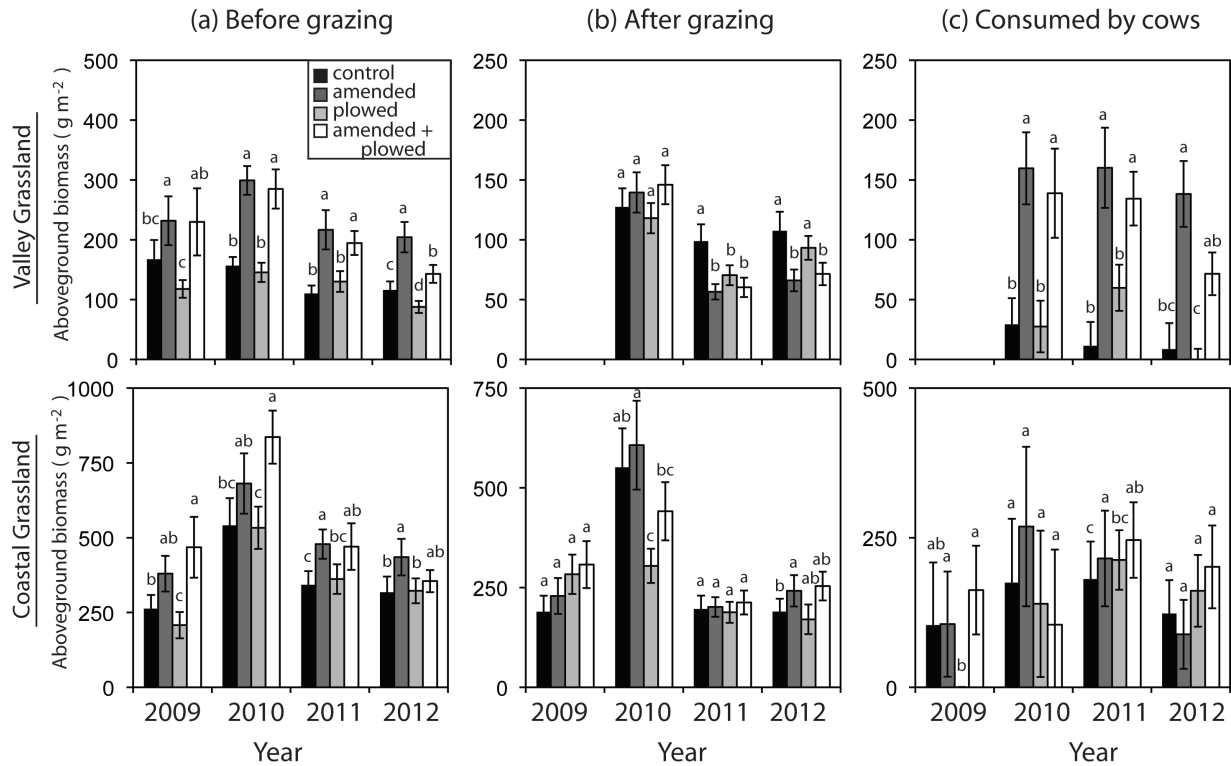 (a) Before grazing
(b) After grazing
(c) Consumed by cows
Valley Grassland
Aboveground biomass ( g m-2 )
500
400
300
200
100
0
control
amended
plowed
amended +
plowed
bc a c ab
b a b a
b a b a
c a d b
250
200
150
100
50
0
a a a a
a b b b
a b a b
250
200
150
100
50
0
b a b a
b a b a
bc a c ab
Coastal Grassland
Aboveground biomass ( g m-2 )
1000
750
500
250
0
b ab c a
bc ab c a
c a bc ab
b a b ab
2009 2010 2011 2012
Year
750
500
250
0
a a a a
ab a c bc
a a a a
b a ab ab
2009 2010 2011 2012
Year
500
250
0
ab a b a
a a a a
c a bc ab
a a a a
2009 2010 2011 2012
Year